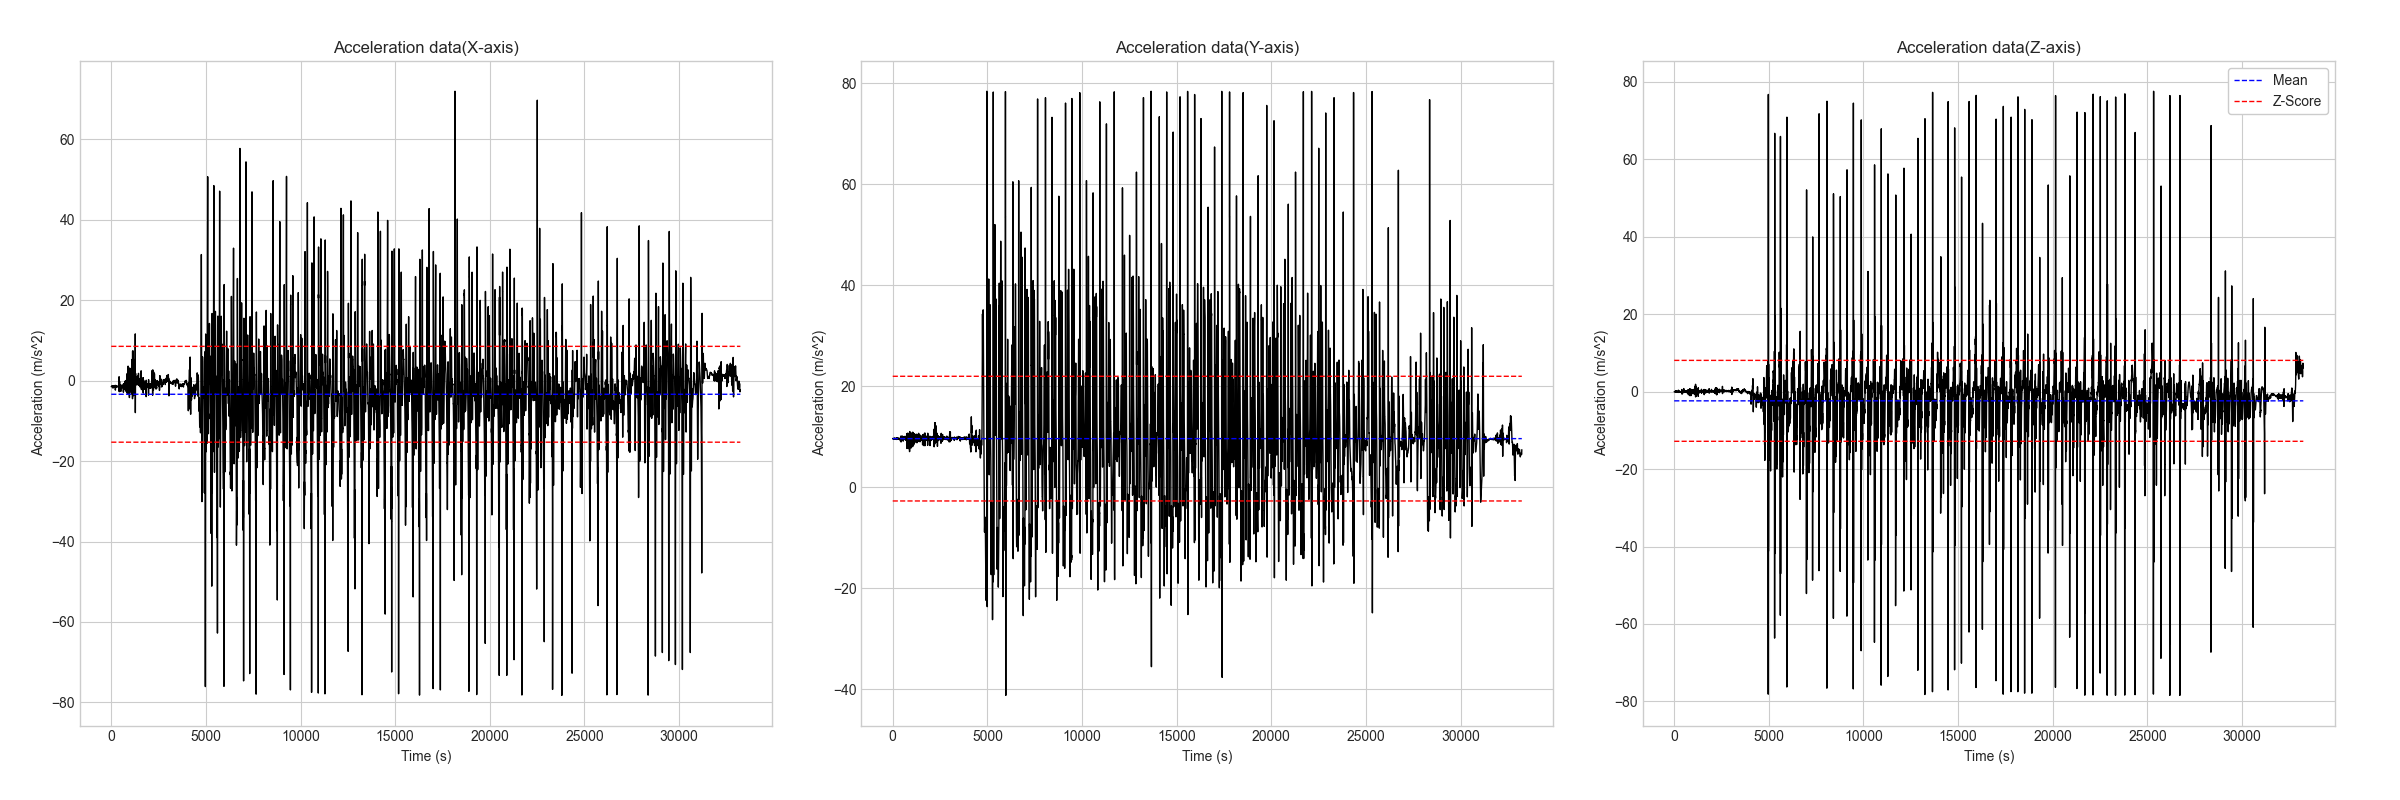 Acceleration data(X-axis)
Acceleration (m/s^2)
60
40
20
0
−20
−40
−60
−80
0 5000 10000 15000 20000 25000 30000
Time (s)
Acceleration data(Y-axis)
Acceleration (m/s^2)
80
60
40
20
0
−20
−40
0 5000 10000 15000 20000 25000 30000
Time (s)
Acceleration data(Z-axis)
Mean
Z-Score
Acceleration (m/s^2)
80
60
40
20
0
−20
−40
−60
−80
0 5000 10000 15000 20000 25000 30000
Time (s)